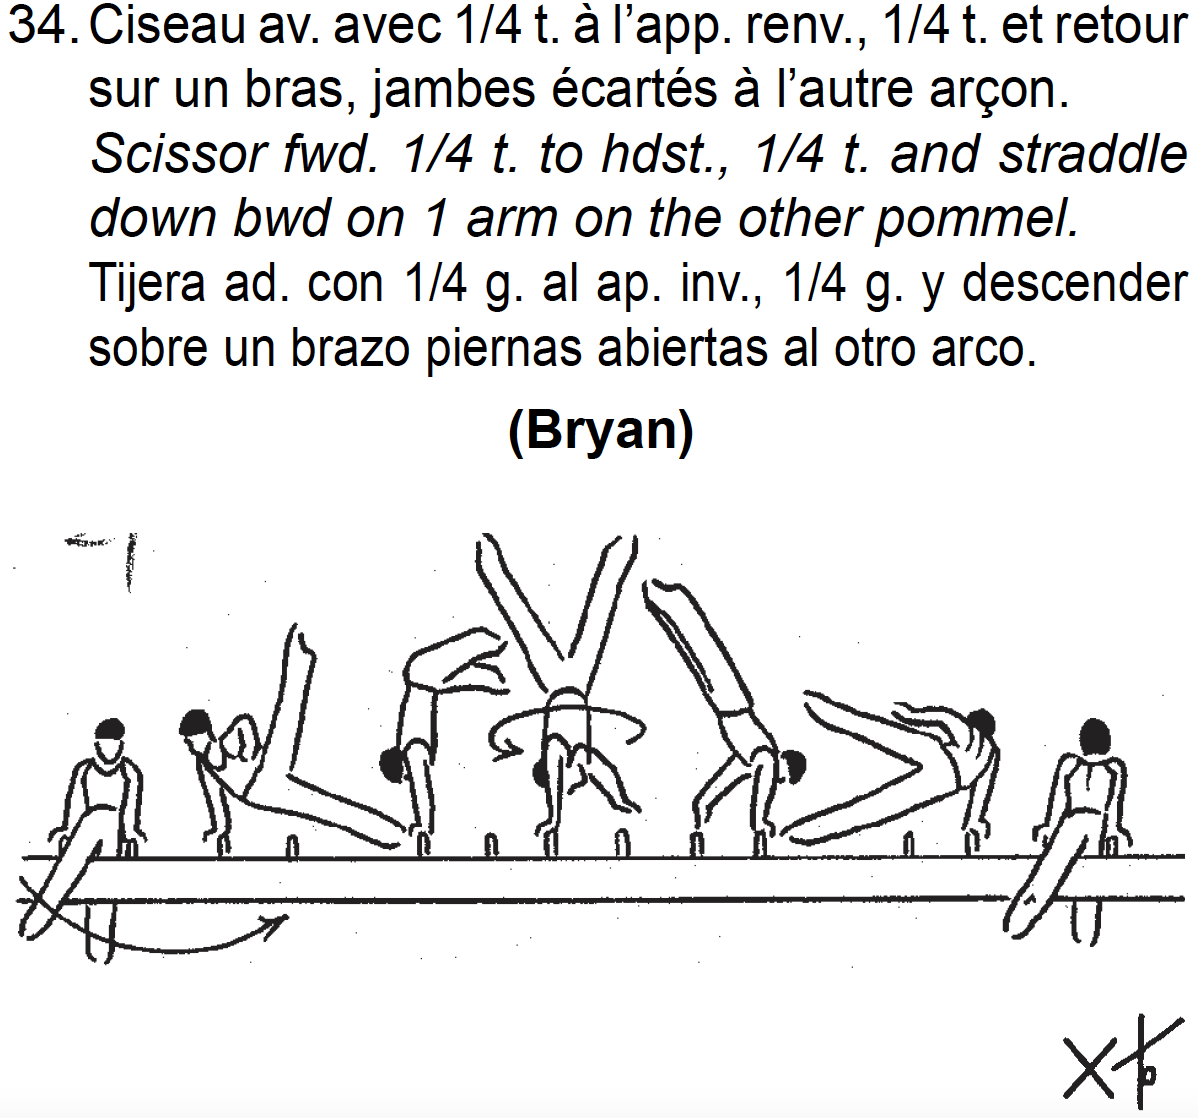 34. Ciseau av. avec 1/4 t. à l’app. renv., 1/4 t. et retour
sur un bras, jambes écartés à l’autre arçon.
Scissor fwd. 1/4 t. to hdst., 1/4 t. and straddle
down bwd on 1 arm on the other pommel.
Tijera ad. con 1/4 g. al ap. inv., 1/4 g. y descender
sobre un brazo piernas abiertas al otro arco.
(Bryan)